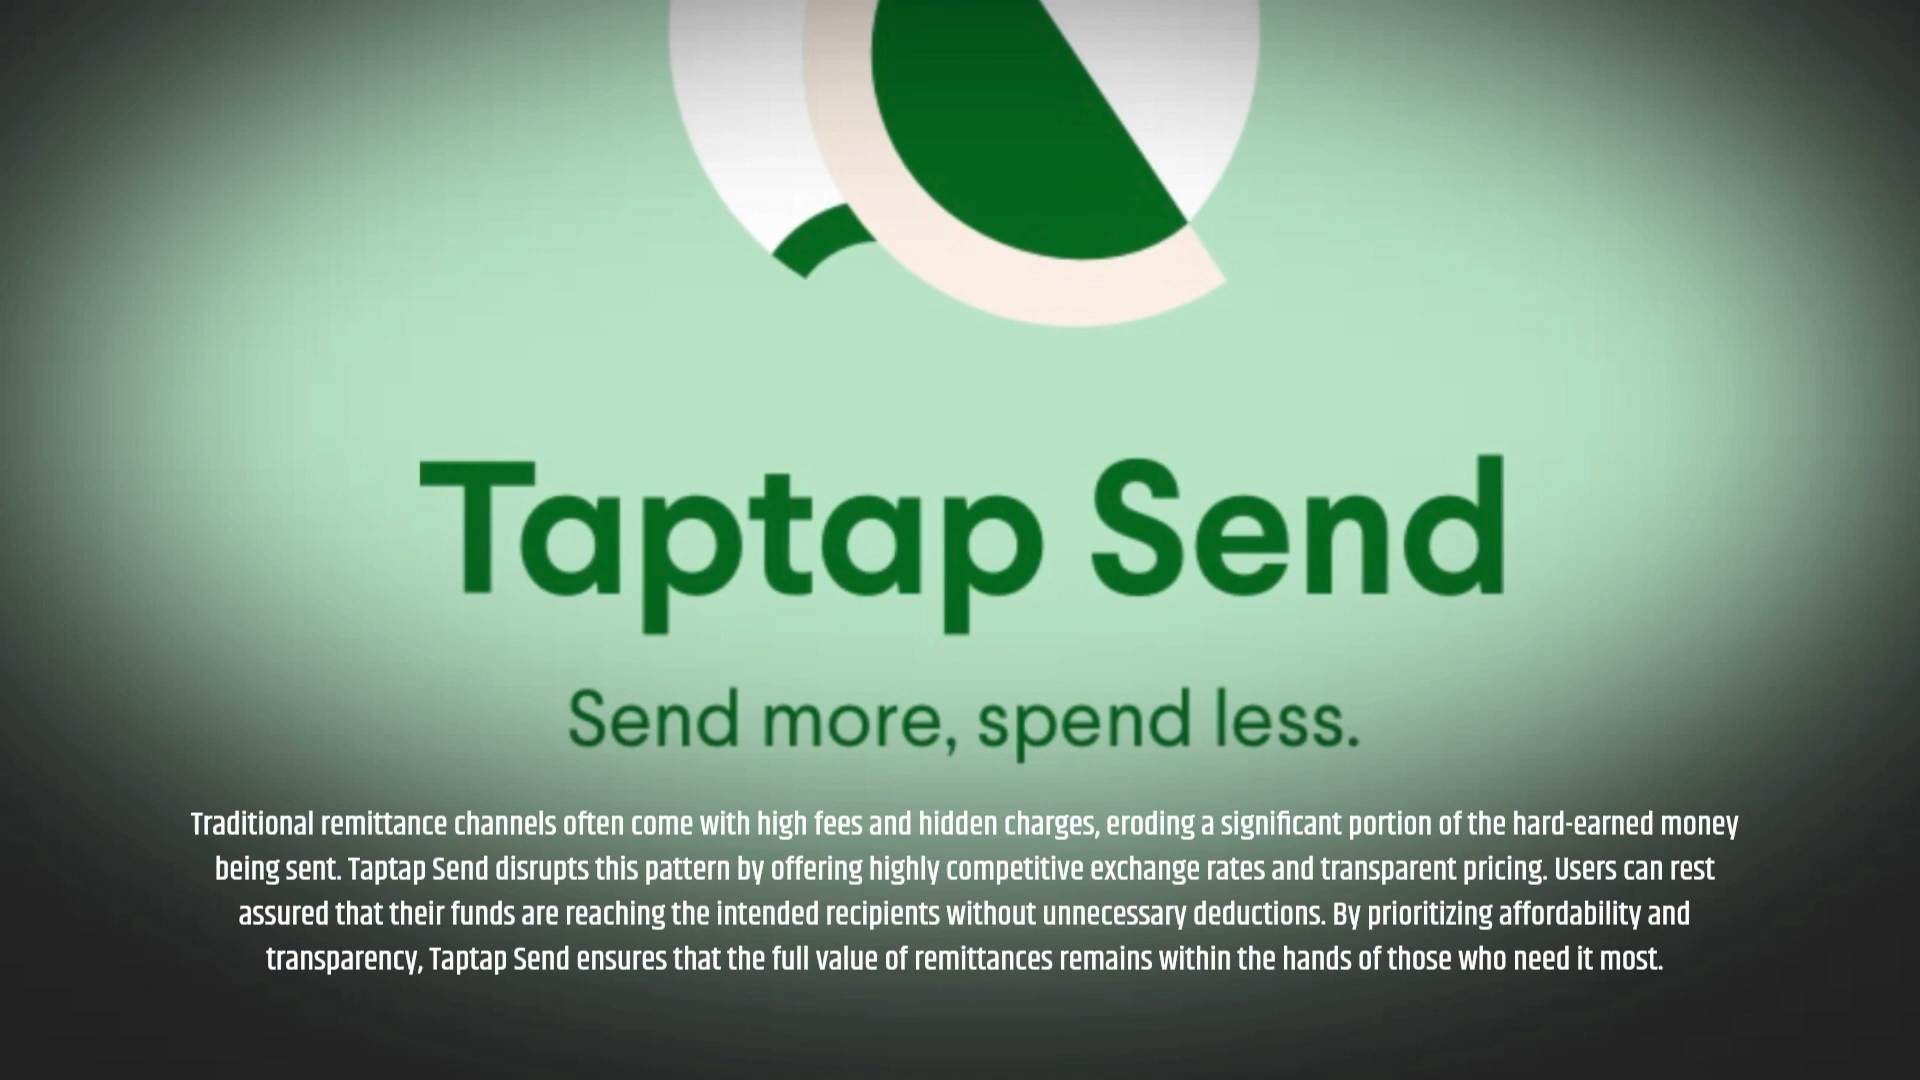 Taptap Send
Send more, spend less.
Traditional remittance channels often come with high fees and hidden charges, eroding a significant portion of the hard-earned money
being sent. Taptap Send disrupts this pattern by offering highly competitive exchange rates and transparent pricing. Users can rest
assured that their funds are reaching the intended recipients without unnecessary deductions. By prioritizing affordability and
transparency, Taptap Send ensures that the full value of remittances remains within the hands of those who need it most.